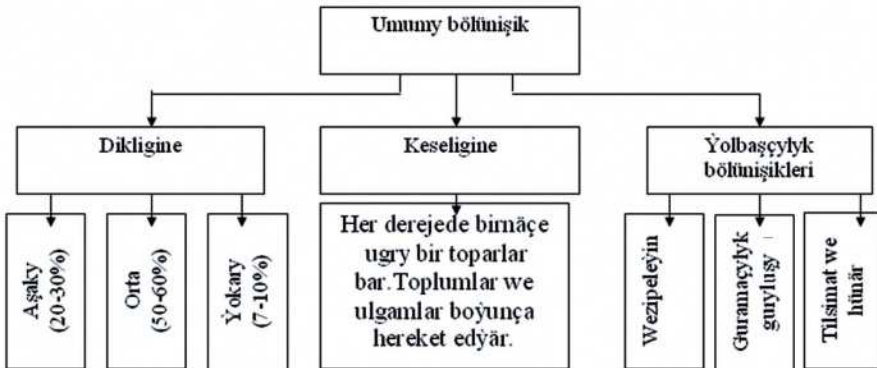 Umumy bölünişik
Dikligine
Keseligine
Ýolbaşçylyk
bölünişikleri
Aşaky
(20-30%)
Orta
(50-60%)
Ýokary
(7-10%)
Her derejede birnäçe
ugry bir toparlar
bar.Toplumlar we
ulgamlar boýunça
hereket edýär.
Wezipeleýin
Guramaçylyk –
gurluşy
Tilsimat we
hünär